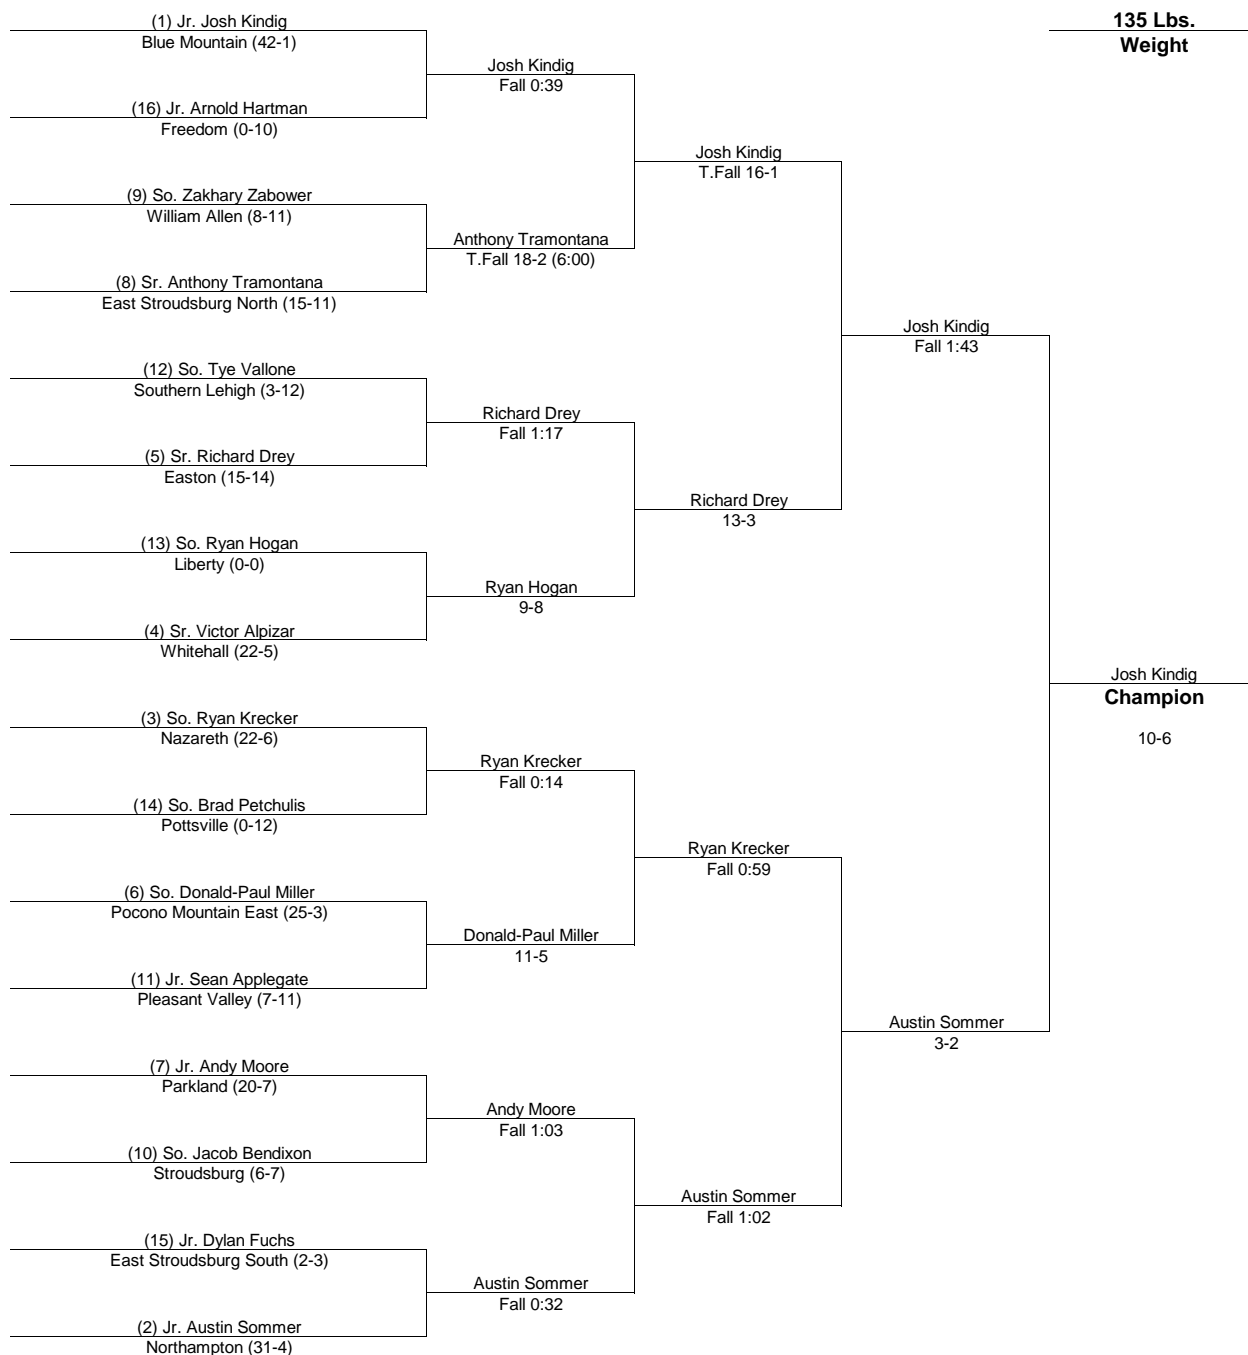 135 Lbs.
Weight
(1) Jr. Josh Kindig
Blue Mountain (42-1)
(16) Jr. Arnold Hartman
Freedom (0-10)
(9) So. Zakhary Zabower
William Allen (8-11)
(8) Sr. Anthony Tramontana
East Stroudsburg North (15-11)
(12) So. Tye Vallone
Southern Lehigh (3-12)
(5) Sr. Richard Drey
Easton (15-14)
(13) So. Ryan Hogan
Liberty (0-0)
(4) Sr. Victor Alpizar
Whitehall (22-5)
(3) So. Ryan Krecker
Nazareth (22-6)
(14) So. Brad Petchulis
Pottsville (0-12)
(6) So. Donald-Paul Miller
Pocono Mountain East (25-3)
(11) Jr. Sean Applegate
Pleasant Valley (7-11)
(7) Jr. Andy Moore
Parkland (20-7)
(10) So. Jacob Bendixon
Stroudsburg (6-7)
(15) Jr. Dylan Fuchs
East Stroudsburg South (2-3)
(2) Jr. Austin Sommer
Northampton (31-4)
Josh Kindig
Fall 0:39
Anthony Tramontana
T.Fall 18-2 (6:00)
Richard Drey
Fall 1:17
Ryan Hogan
9-8
Ryan Krecker
Fall 0:14
Donald-Paul Miller
11-5
Andy Moore
Fall 1:03
Austin Sommer
Fall 0:32
Josh Kindig
T.Fall 16-1
Richard Drey
13-3
Ryan Krecker
Fall 0:59
Austin Sommer
Fall 1:02
Josh Kindig
Fall 1:43
Austin Sommer
3-2
Josh Kindig
Champion
10-6